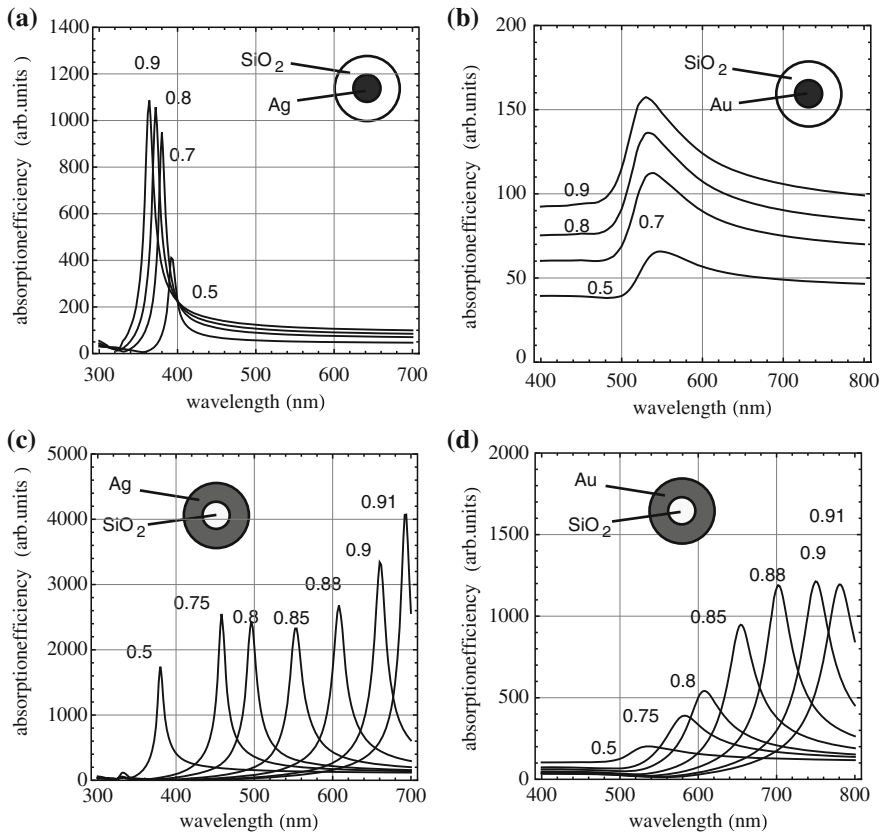 (a)
absorptionefficiency (arb.units )
1400
1200
1000
800
600
400
200
0
0.9
0.8
0.7
0.5
SiO2
Ag
300 400 500 600 700
wavelength (nm)
(b)
absorptionefficiency (arb.units)
200
150
100
50
0
0.9
0.8
0.7
0.5
SiO2
Au
400 500 600 700 800
wavelength (nm)
(c)
absorptionefficiency (arb.units )
5000
4000
3000
2000
1000
0
Ag
SiO2
0.5
0.75
0.8
0.85
0.88
0.9
0.91
300 400 500 600 700
wavelength (nm)
(d)
absorptionefficiency (arb.units)
2000
1500
1000
500
0
Au
SiO2
0.5
0.75
0.8
0.85
0.88
0.9
0.91
400 500 600 700 800
wavelength (nm)